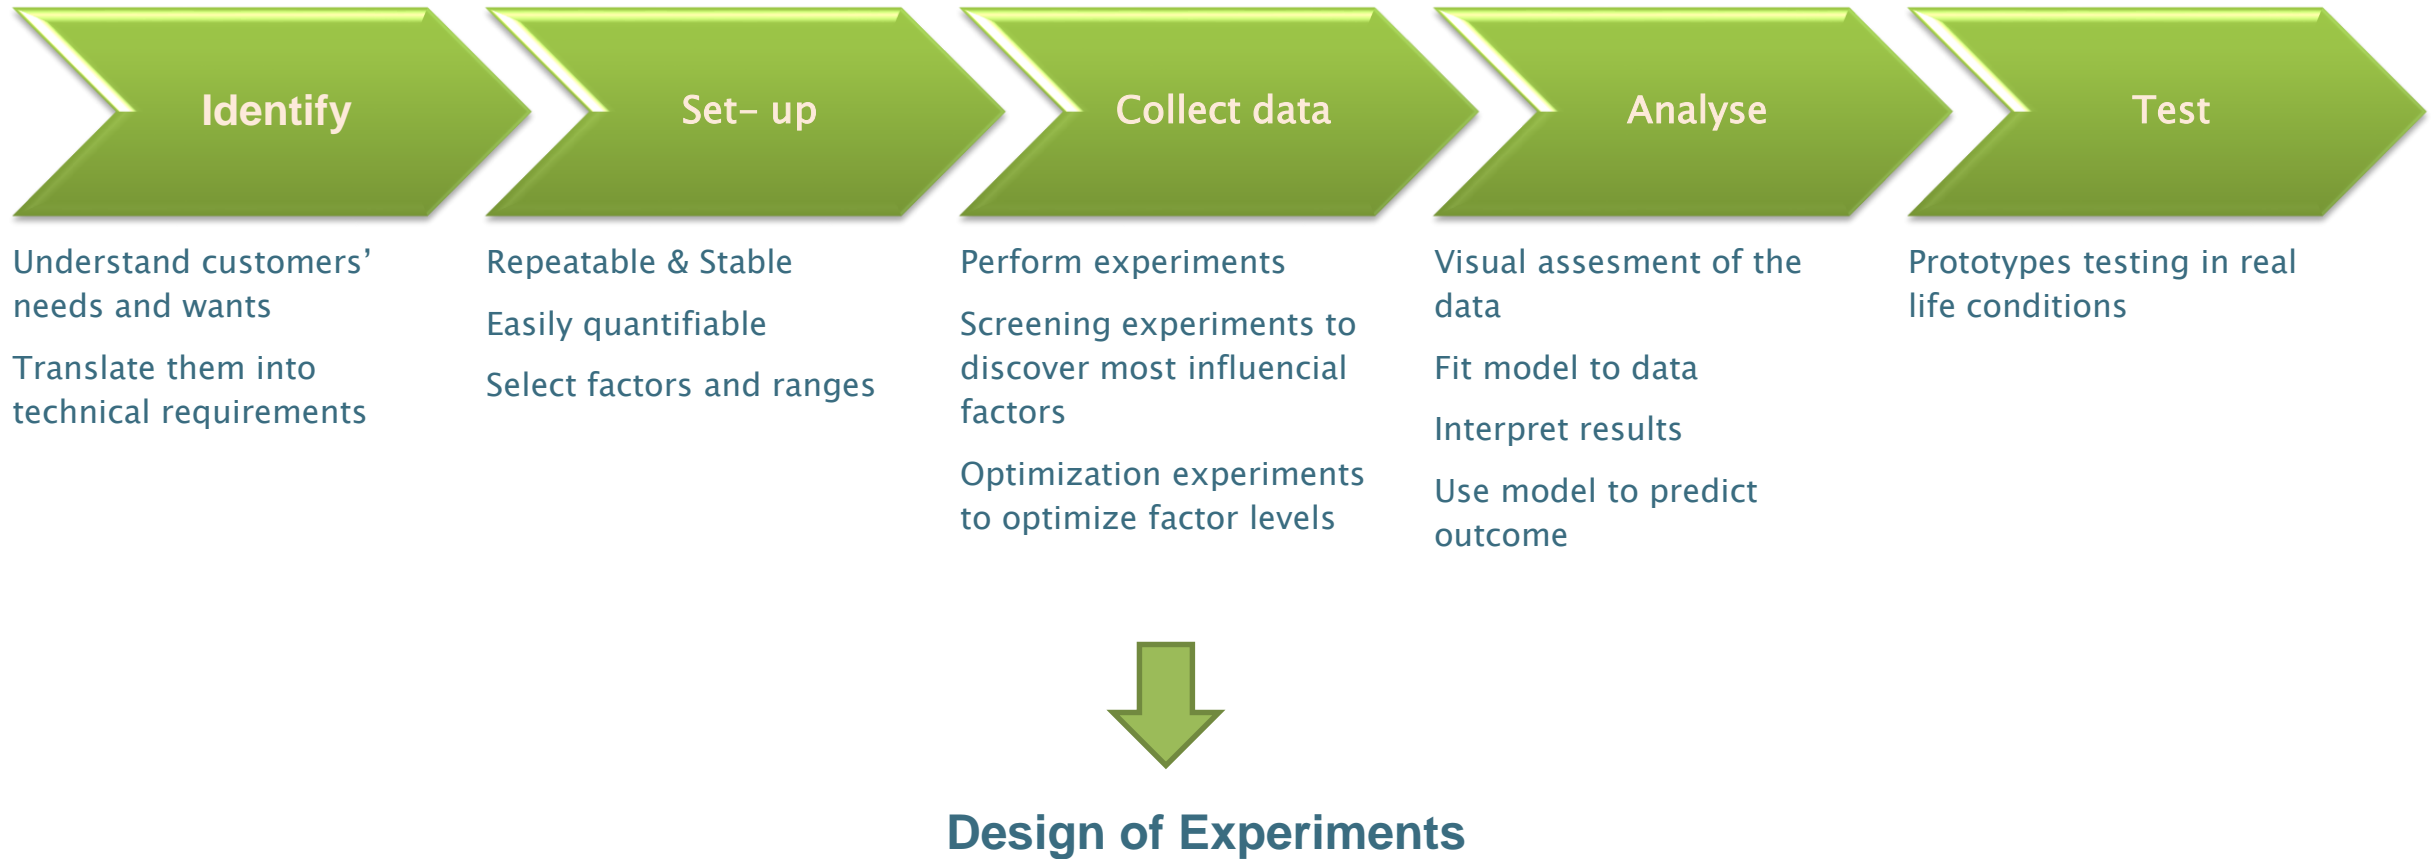 Identify
Set- up
Collect data
Analyse
Test
Understand customers’
needs and wants
Translate them into
technical requirements
Repeatable & Stable
Easily quantifiable
Select factors and ranges
Perform experiments
Screening experiments to
discover most influencial
factors
Optimization experiments
to optimize factor levels
Visual assesment of the
data
Fit model to data
Interpret results
Use model to predict
outcome
Prototypes testing in real
life conditions
Design of Experiments